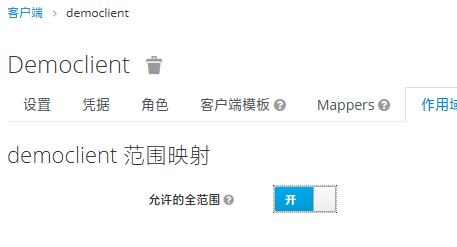 客户端 › democlient
Democlient
设置 凭据 角色 客户端模板 Mappers 作用域
democlient 范围映射
允许的全范围 开